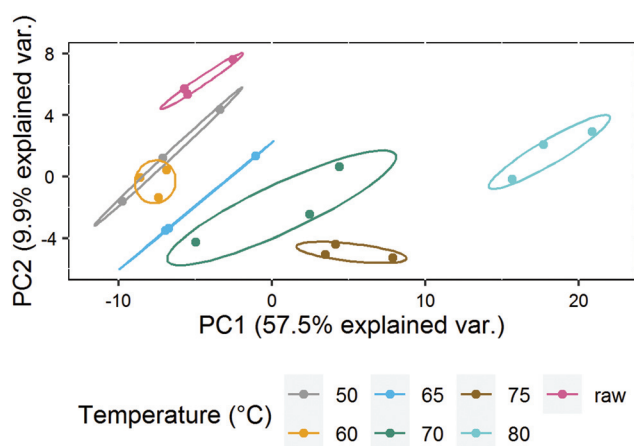 8
4
0
-4
PC2 (9.9% explained var.)
-10 0 10 20
PC1 (57.5% explained var.)
Temperature (°C)
50 65 75 raw
60 70 80